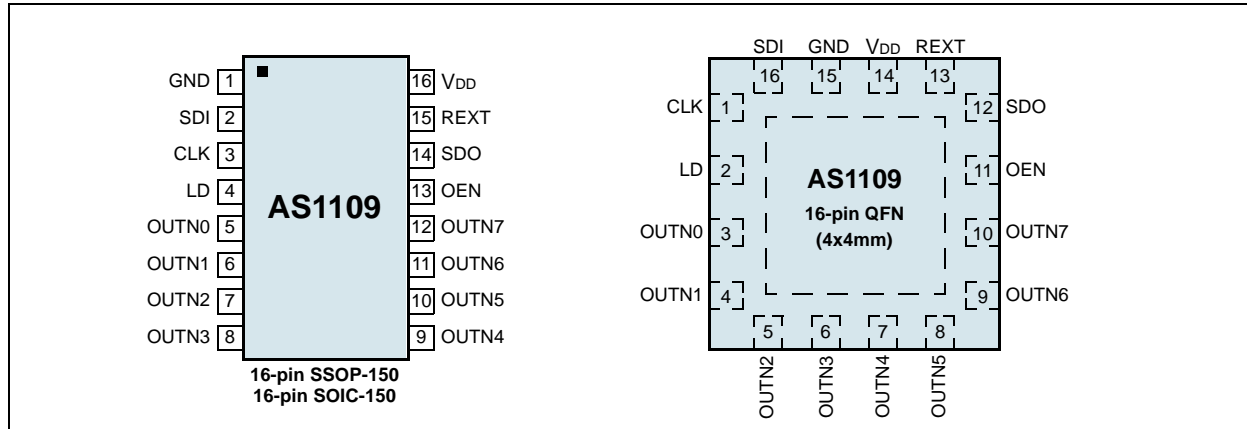 GND 1
SDI 2
CLK 3
LD 4
OUTN0 5
OUTN1 6
OUTN2 7
OUTN3 8
AS1109
16 VDD
15 REXT
14 SDO
13 OEN
12 OUTN7
11 OUTN6
10 OUTN5
9 OUTN4
16-pin SSOP-150
16-pin SOIC-150
SDI GND VDD REXT
16 15 14 13
CLK 1
LD 2
OUTN0 3
OUTN1 4
AS1109
16-pin QFN
(4x4mm)
12 SDO
11 OEN
10 OUTN7
9 OUTN6
5 6 7 8
OUTN2
OUTN3
OUTN4
OUTN5